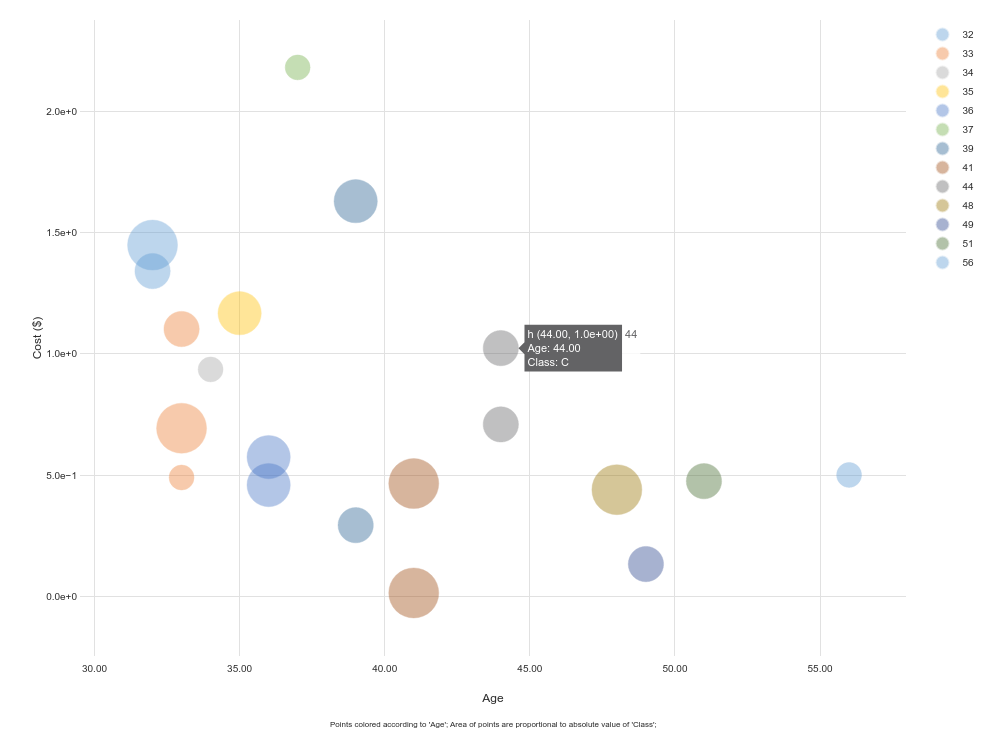 32
33
34
35
36
37
39
41
44
48
49
51
56
2.0e+0
1.5e+0
1.0e+0
5.0e−1
0.0e+0
Cost ($)
h (44.00, 1.0e+00) 44
Age: 44.00
Class: C
30.00 35.00 40.00 45.00 50.00 55.00
Age
Points colored according to 'Age'; Area of points are proportional to absolute value of 'Class';